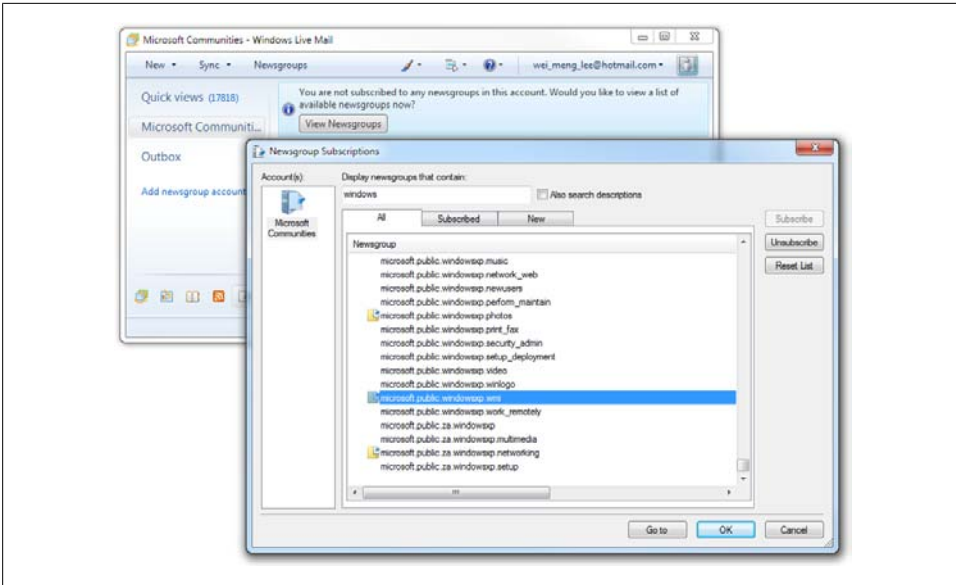 Microsoft Communities - Windows Live Mail
New Sync Newsgroups wei_meng_lee@hotmail.com
Quick views (17818)
You are not subscribed to any newsgroups in this account. Would you like to view a list of
available newsgroups now?
View Newsgroups
Microsoft Communiti...
Outbox
Add newsgroup account
Newsgroup Subscriptions
Account(s):
Microsoft
Communities
Display newsgroups that contain:
windows
Also search descriptions
All Subscribed New
Newsgroup
microsoft.public.windowsxp.music
microsoft.public.windowsxp.network_web
microsoft.public.windowsxp.newusers
microsoft.public.windowsxp.perform_maintain
microsoft.public.windowsxp.photos
microsoft.public.windowsxp.print_fax
microsoft.public.windowsxp.security_admin
microsoft.public.windowsxp.setup_deployment
microsoft.public.windowsxp.video
microsoft.public.windowsxp.winlogo
microsoft.public.windowsxp.wmi
microsoft.public.windowsxp.work_remotely
microsoft.public.za.windowsxp
microsoft.public.za.windowsxp.multimedia
microsoft.public.za.windowsxp.networking
microsoft.public.za.windowsxp.setup
Subscribe
Unsubscribe
Reset List
Go to OK Cancel